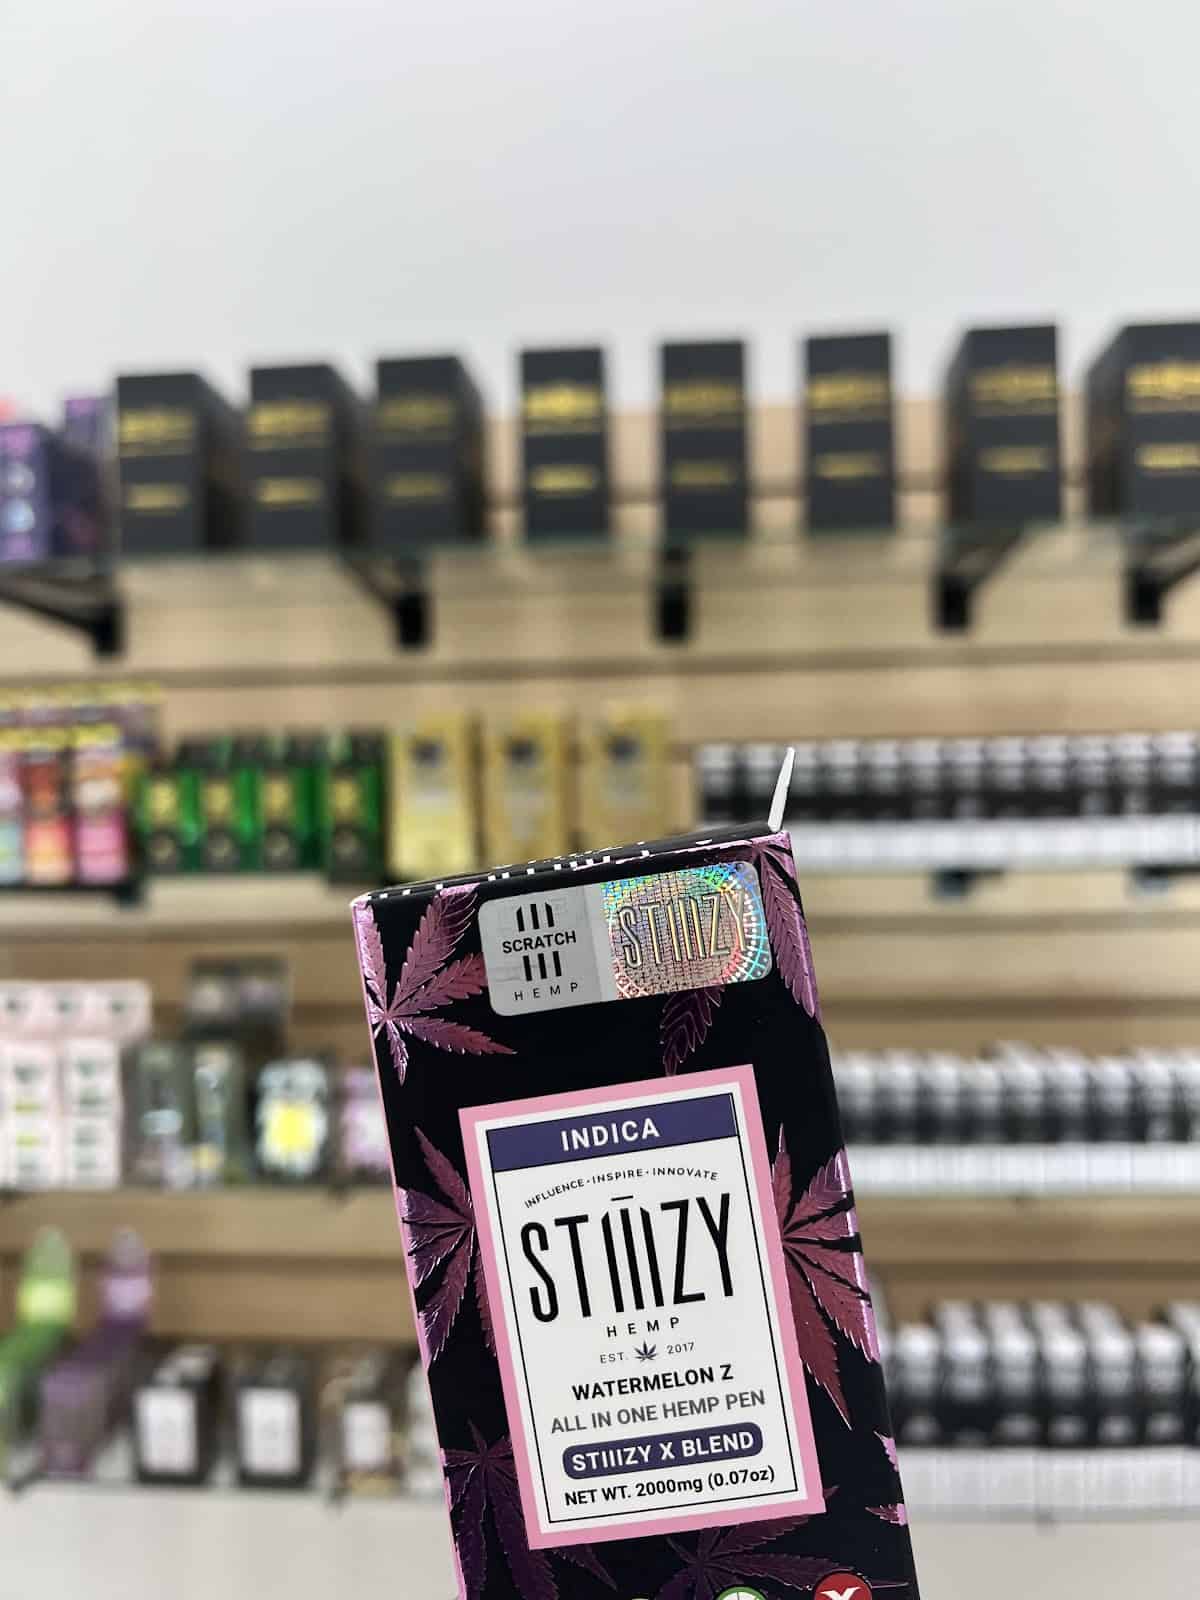 SCRATCH
HEMP
STIIIZY
INDICA
INFLUENCE • INSPIRE • INNOVATE
STIIIZY
HEMP
EST. 2017
WATERMELON Z
ALL IN ONE HEMP PEN
STIIIZY X BLEND
NET WT. 2000mg (0.07oz)